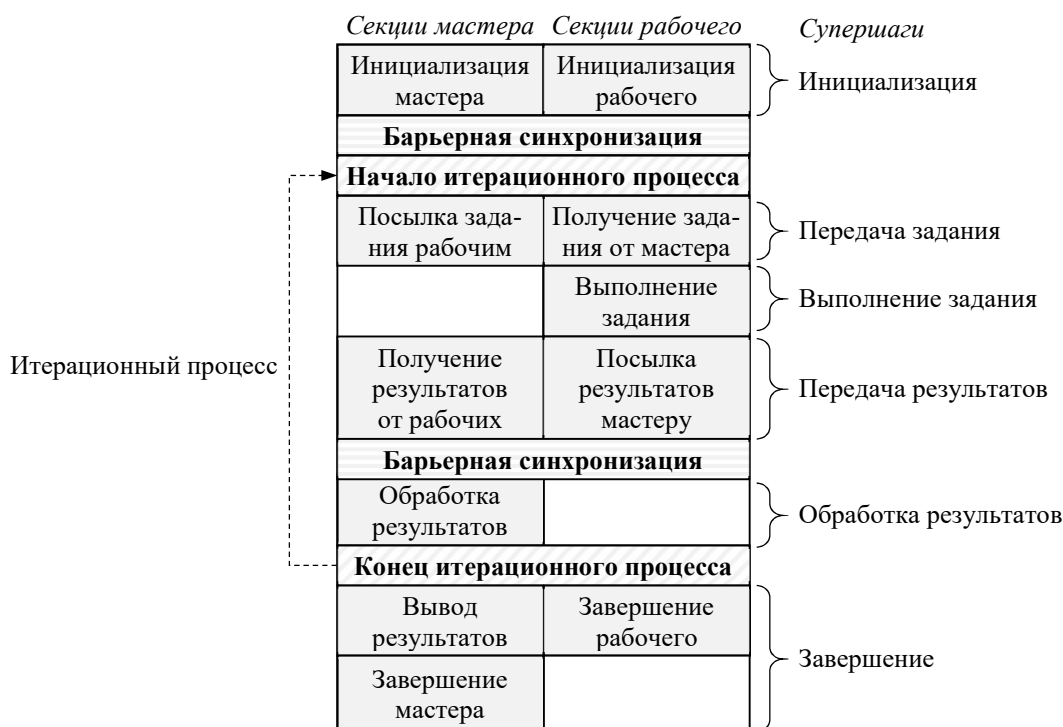 Секции мастера Секции рабочего Супершаги
Инициализация
мастера
Инициализация
рабочего
Инициализация
Барьерная синхронизация
Начало итерационного процесса
Посылка зада-
ния рабочим
Получение зада-
ния от мастера
Передача задания
Выполнение
задания
Выполнение задания
Итерационный процесс
Получение
результатов
от рабочих
Посылка
результатов
мастеру
Передача результатов
Барьерная синхронизация
Обработка
результатов
Обработка результатов
Конец итерационного процесса
Вывод
результатов
Завершение
рабочего
Завершение
Завершение
мастера